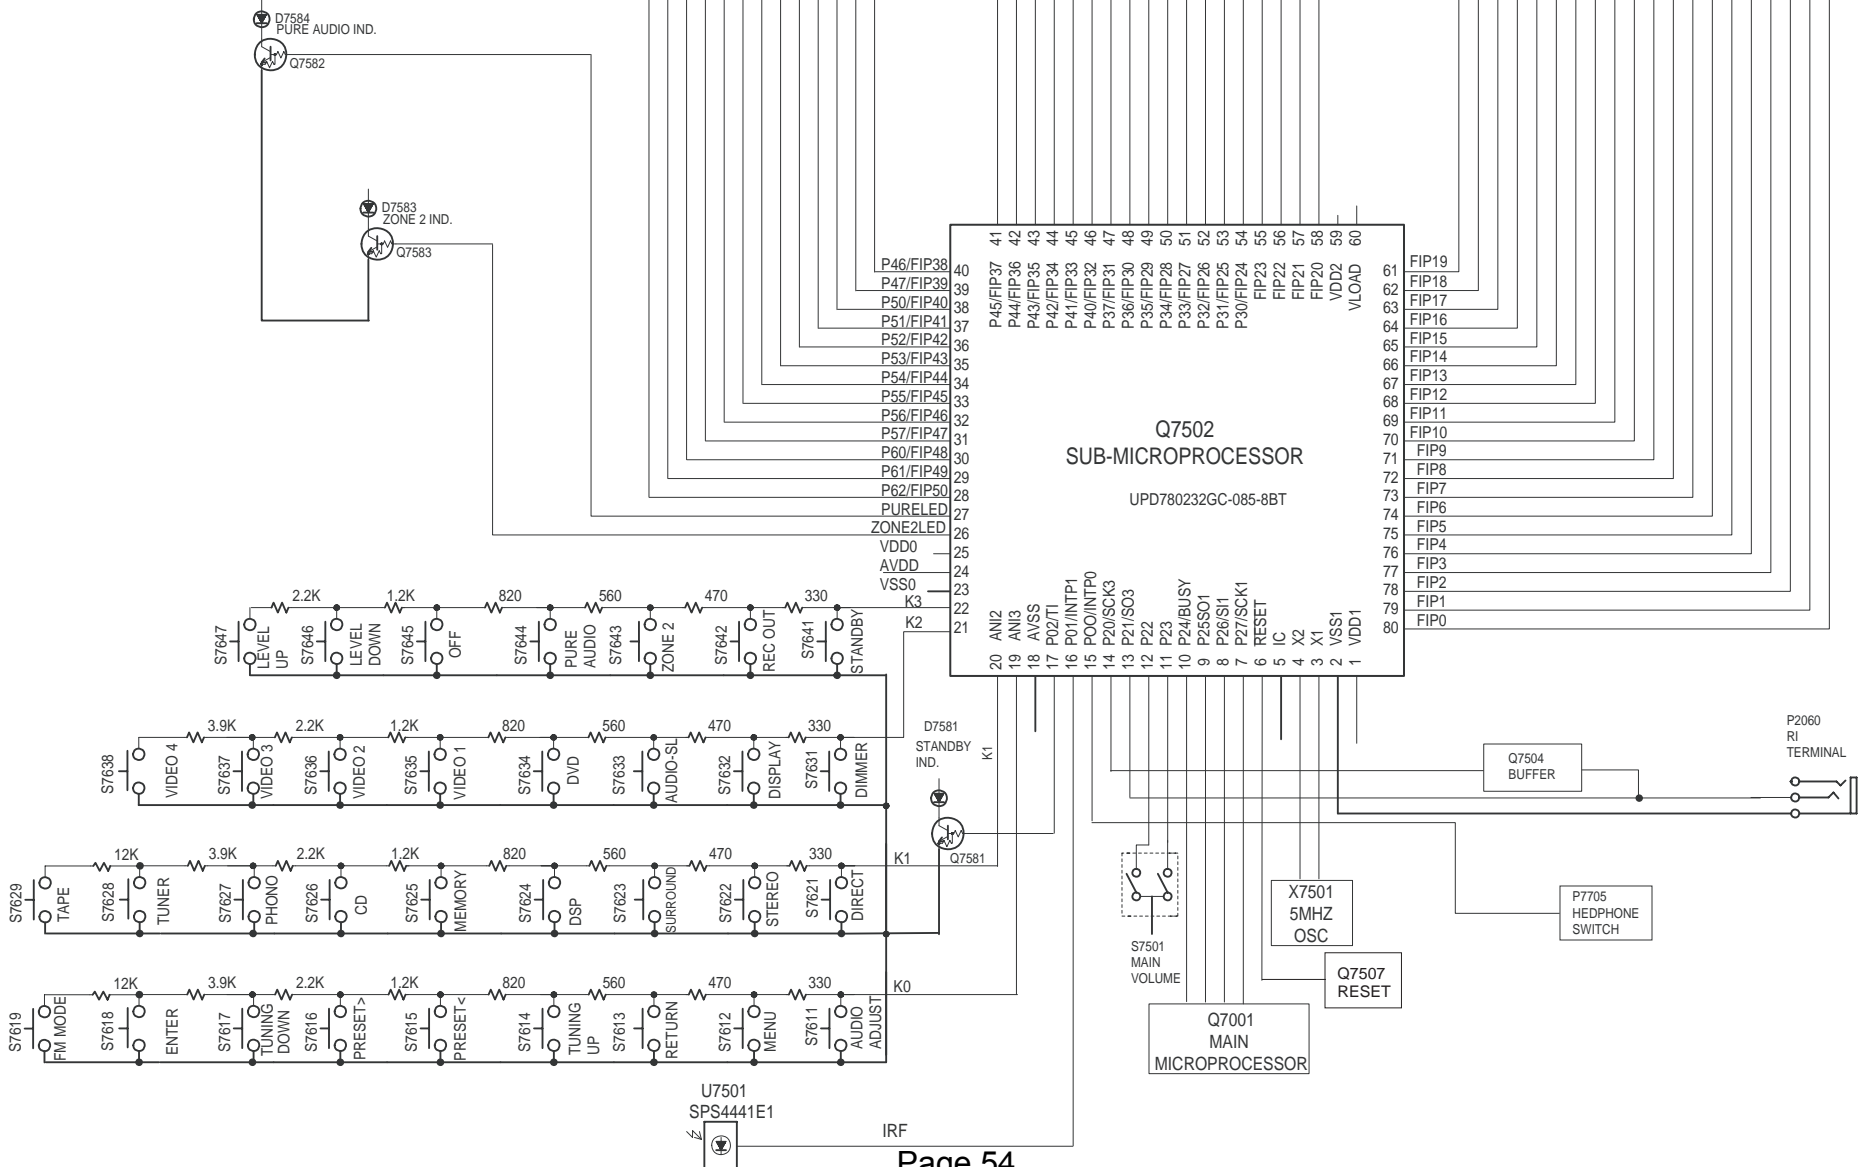 D7584
PURE AUDIO IND.
Q7582
D7583
ZONE 2 IND.
Q7583
41 42 43 44 45 46 47 48 49 50 51 52 53 54 55 56 57 58 59 60
P45/FIP37
P44/FIP36
P43/FIP35
P42/FIP34
P41/FIP33
P40/FIP32
P37/FIP31
P36/FIP30
P35/FIP29
P34/FIP28
P33/FIP27
P32/FIP26
P31/FIP25
P30/FIP24
FIP23
FIP22
FIP21
FIP20
VDD2
VLOAD
P46/FIP38 40
P47/FIP39 39
P50/FIP40 38
P51/FIP41 37
P52/FIP42 36
P53/FIP43 35
P54/FIP44 34
P55/FIP45 33
P56/FIP46 32
P57/FIP47 31
P60/FIP48 30
P61/FIP49 29
P62/FIP50 28
PURELED 27
ZONE2LED 26
VDD0 25
AVDD 24
VSS0 23
K3 22
K2 21
61 FIP19
62 FIP18
63 FIP17
64 FIP16
65 FIP15
66 FIP14
67 FIP13
68 FIP12
69 FIP11
70 FIP10
71 FIP9
72 FIP8
73 FIP7
74 FIP6
75 FIP5
76 FIP4
77 FIP3
78 FIP2
79 FIP1
80 FIP0
Q7502
SUB-MICROPROCESSOR
UPD780232GC-085-8BT
20 ANI2
19 ANI3
18 AVSS
17 P02/TI
16 P01/INTP1
15 POO/INTP0
14 P20/SCK3
13 P21/SO3
12 P22
11 P23
10 P24/BUSY
9 P25SO1
8 P26/SI1
7 P27/SCK1
6 RESET
5 IC
4 X2
3 X1
2 VSS1
1 VDD1
2.2K 1.2K 820 560 470 330
S7647 LEVEL UP
S7646 LEVEL DOWN
S7645 OFF
S7644 PURE AUDIO
S7643 ZONE 2
S7642 REC OUT
S7641 STANDBY
3.9K 2.2K 1.2K 820 560 470 330
S7638 VIDEO 4
S7637 VIDEO 3
S7636 VIDEO 2
S7635 VIDEO 1
S7634 DVD
S7633 AUDIO-SL
S7632 DISPLAY
S7631 DIMMER
D7581
STANDBY
IND.
K1
Q7581
12K 3.9K 2.2K 1.2K 820 560 470 330 K1
S7629 TAPE
S7628 TUNER
S7627 PHONO
S7626 CD
S7625 MEMORY
S7624 DSP
S7623 SURROUND
S7622 STEREO
S7621 DIRECT
12K 3.9K 2.2K 1.2K 820 560 470 330 K0
S7619 FM MODE
S7618 ENTER
S7617 TUNING DOWN
S7616 PRESET>
S7615 PRESET<
S7614 TUNING UP
S7613 RETURN
S7612 MENU
S7611 AUDIO ADJUST
P2060
RI
TERMINAL
Q7504
BUFFER
S7501
MAIN
VOLUME
X7501
5MHZ
OSC
P7705
HEDPHONE
SWITCH
Q7507
RESET
Q7001
MAIN
MICROPROCESSOR
U7501
SPS4441E1
IRF
Page 54